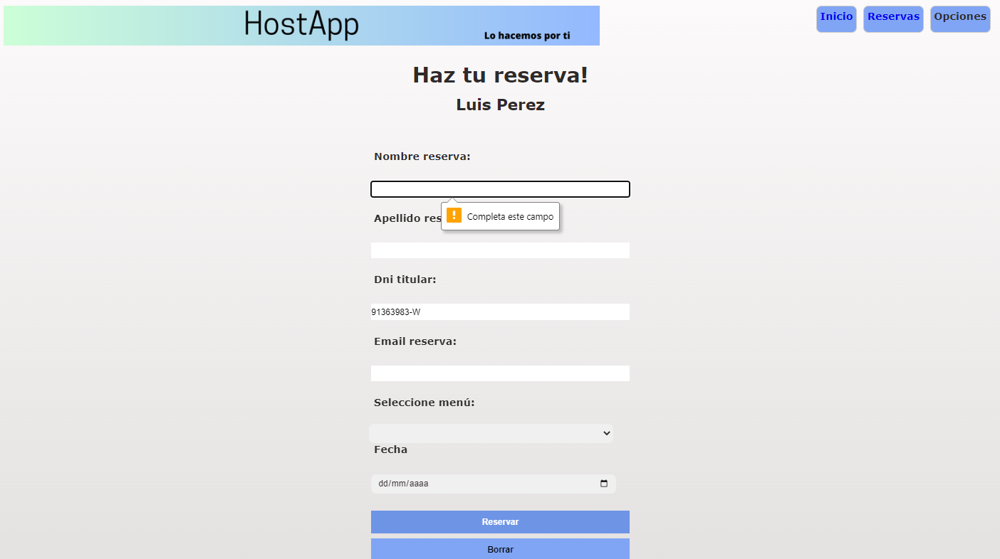 HostApp
Lo hacemos por ti
Inicio
Reservas
Opciones
Haz tu reserva!
Luis Perez
Nombre reserva:
Completa este campo
Apellido res
Dni titular:
91363983-W
Email reserva:
Seleccione menú:
Fecha
dd/mm/aaaa
Reservar
Borrar